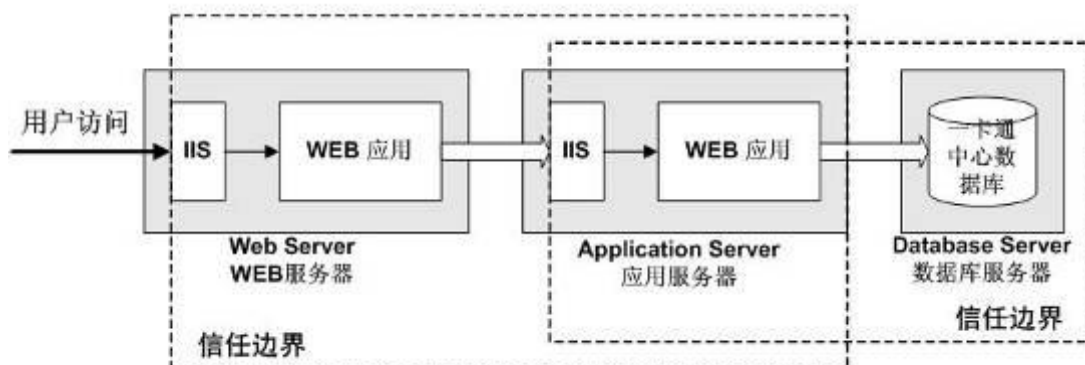 用户访问
IIS
WEB 应用
IIS
WEB 应用
一卡通
中心数
据库
Web Server
WEB服务器
Application Server
应用服务器
Database Server
数据库服务器
信任边界
信任边界